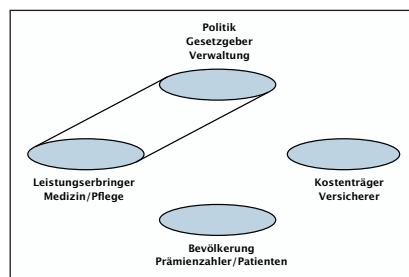 Politik
Gesetzgeber
Verwaltung
Leistungserbringer
Medizin/Pflege
Kostenträger
Versicherer
Bevölkerung
Prämienzahler/Patienten